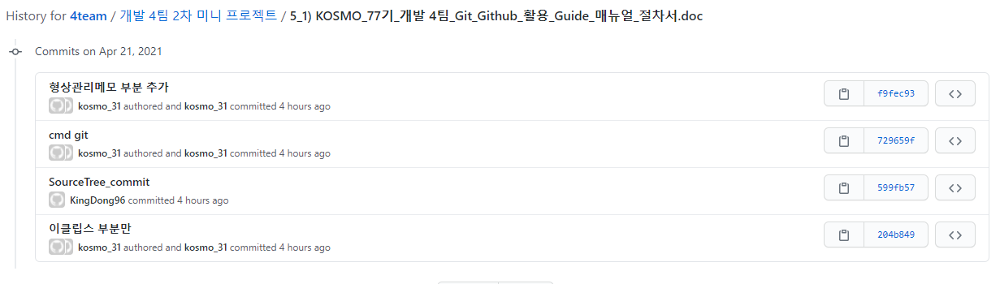 History for 4team / 개발 4팀 2차 미니 프로젝트 / 5_1) KOSMO_77기_개발 4팀_Git_Github_활용_Guide_매뉴얼_절차서.doc
Commits on Apr 21, 2021
형상관리메모 부분 추가
kosmo_31 authored and kosmo_31 committed 4 hours ago
f9fec93
cmd git
kosmo_31 authored and kosmo_31 committed 4 hours ago
729659f
SourceTree_commit
KingDong96 committed 4 hours ago
599fb57
이클립스 부분만
kosmo_31 authored and kosmo_31 committed 4 hours ago
204b849